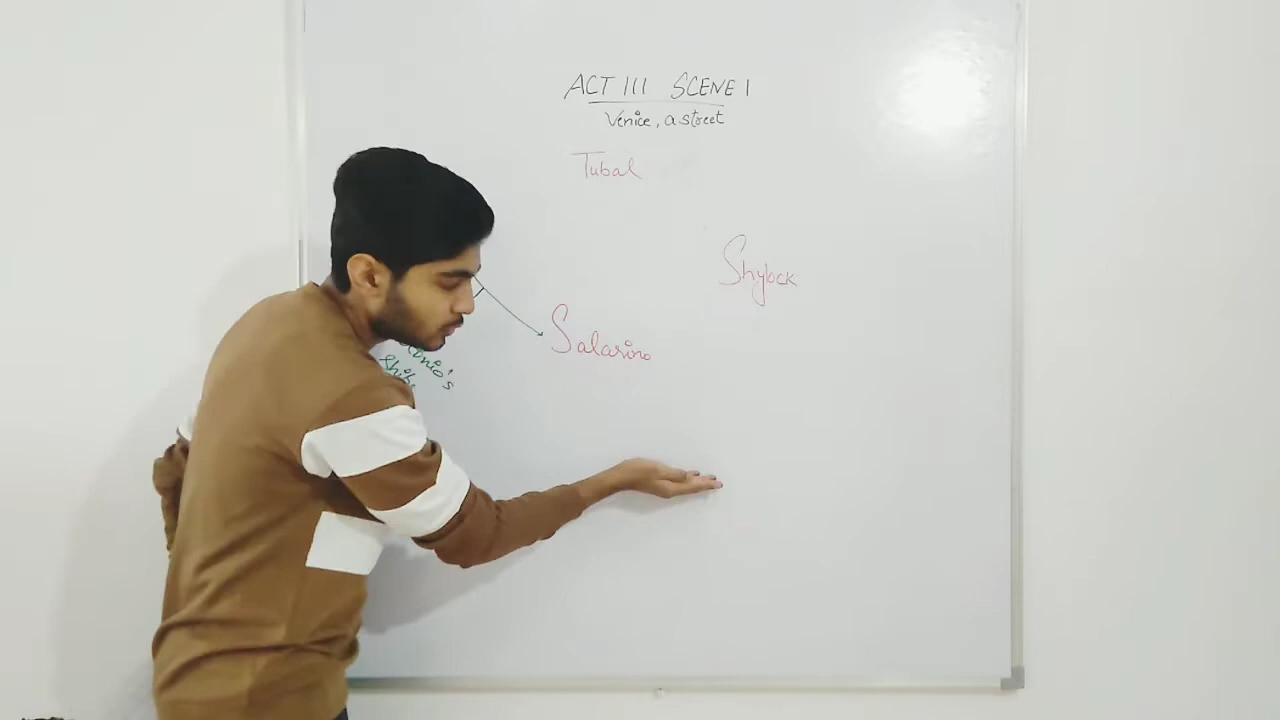 ACT III SCENE I
Venice, a street
Tubal
Shylock
Salarino